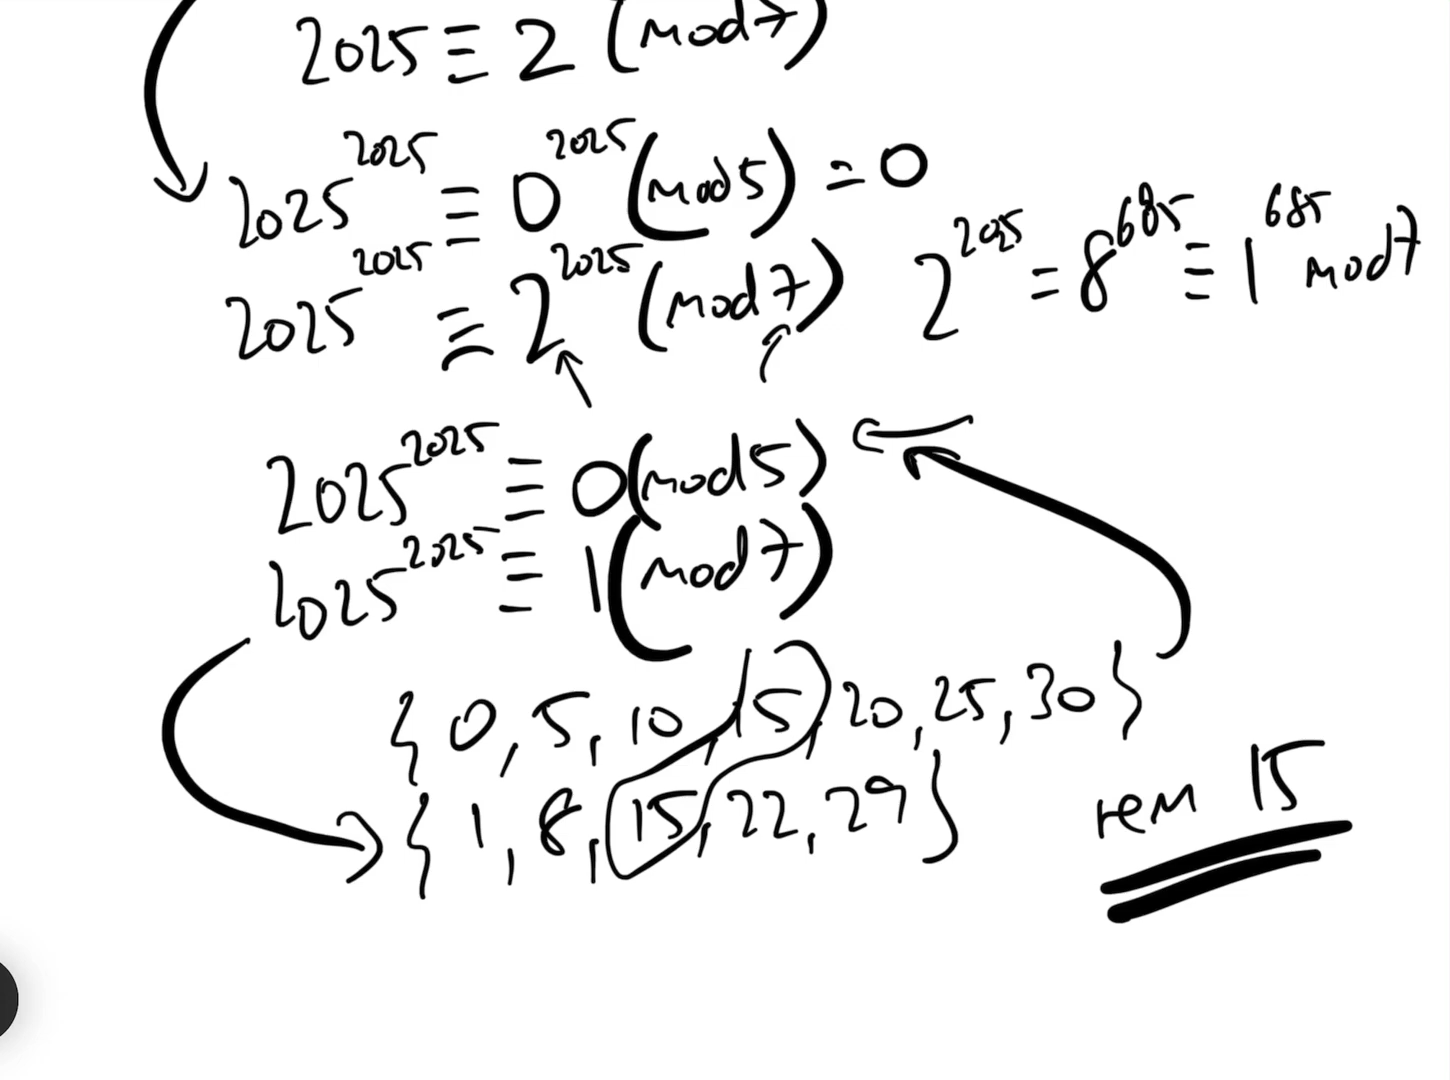 2025 ≡ 2 (mod 7)
2025^2025 ≡ 0^2025 (mod 5) = 0
2025^2025 ≡ 2^2025 (mod 7)
2^2025 = 8^685 ≡ 1^685 mod 7
2025^2025 ≡ 0 (mod 5)
2025^2025 ≡ 1 (mod 7)
{ 0, 5, 10, 15, 20, 25, 30 }
{ 1, 8, 15, 22, 29 }
rem 15